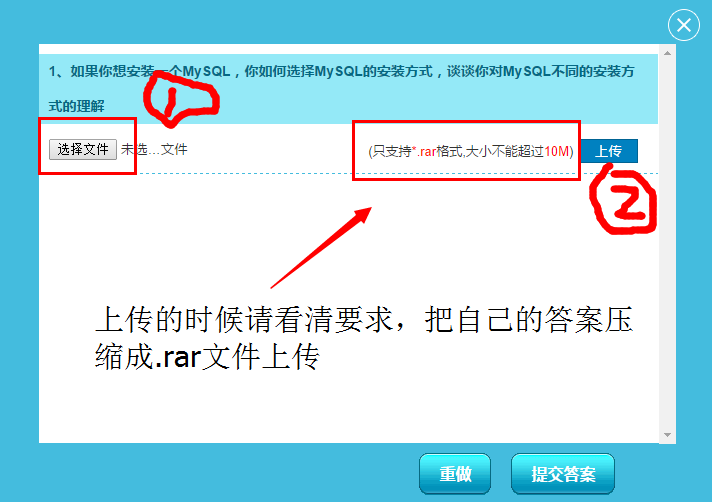 1、如果你想安装一个MySQL，你如何选择MySQL的安装方式，谈谈你对MySQL不同的安装方
式的理解
1
选择文件 未选...文件 (只支持*.rar格式,大小不能超过10M) 上传
2
上传的时候请看清要求，把自己的答案压
缩成.rar文件上传
重做 提交答案